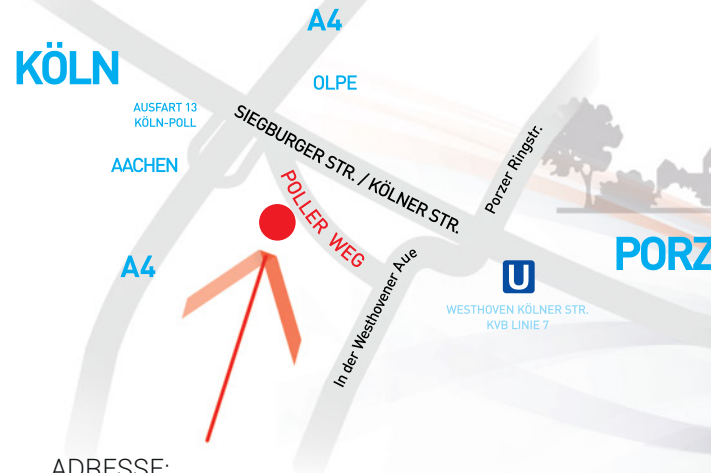 A4
KÖLN
OLPE
AUSFART 13
KÖLN-POLL
SIEGBURGER STR. / KÖLNER STR.
AACHEN
Porzer Ringstr.
POLLER WEG
PORZ
A4
In der Westhovener Aue
U
WESTHOVEN KÖLNER STR.
KVB LINIE 7
ADRESSE: